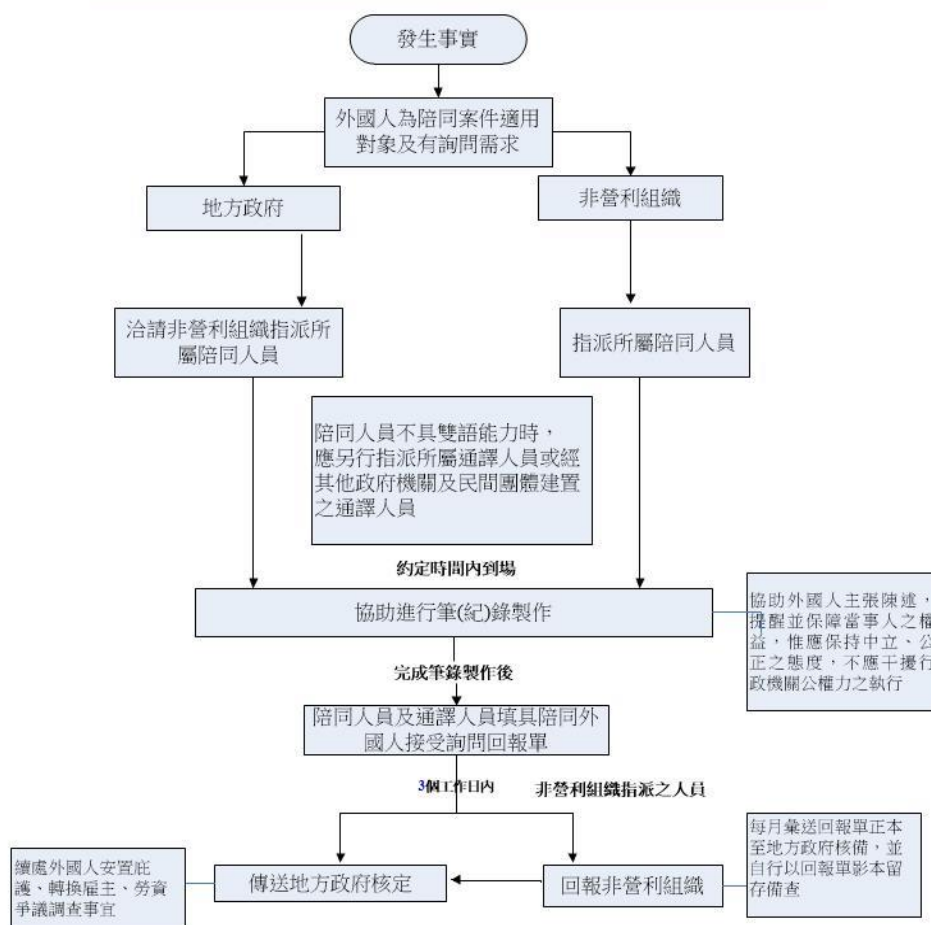 發生事實
外國人為陪同案件適用
對象及有詢問需求
地方政府
非營利組織
洽請非營利組織指派所
屬陪同人員
指派所屬陪同人員
陪同人員不具雙語能力時，
應另行指派所屬通譯人員或經
其他政府機關及民間團體建置
之通譯人員
約定時間內到場
協助進行筆(紀)錄製作
協助外國人主張陳述，
提醒並保障當事人之權
益，惟應保持中立、公
正之態度，不應干擾行
政機關公權力之執行
完成筆錄製作後
陪同人員及通譯人員填具陪同外
國人接受詢問回報單
3個工作日內
非營利組織指派之人員
續處外國人安置庇
護、轉換雇主、勞資
爭議調查事宜
傳送地方政府核定
回報非營利組織
每月彙送回報單正本
至地方政府核備，並
自行以回報單影本留
存備查